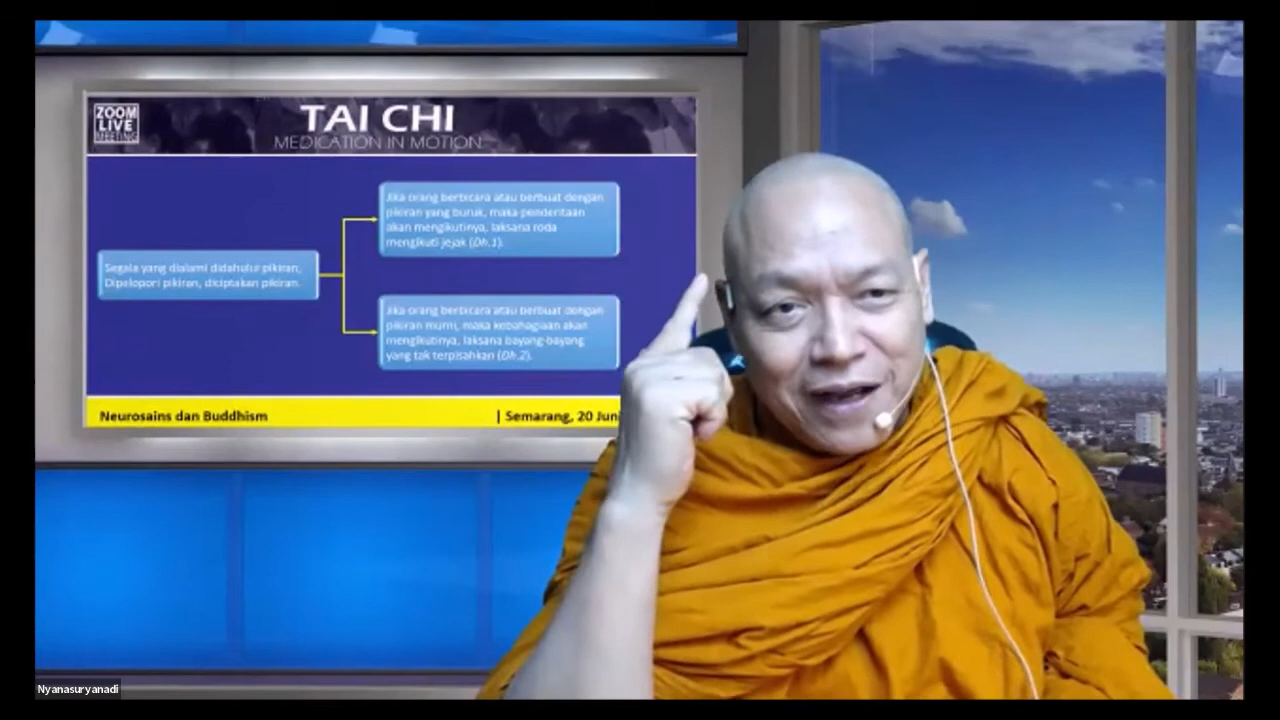 ZOOM
LIVE
MEETING
TAI CHI
MEDICATION IN MOTION
Segala yang dialami didahului pikiran,
Dipelopori pikiran, diciptakan pikiran.
Jika orang berbicara atau berbuat dengan
pikiran yang buruk, maka penderitaan
akan mengikutinya, laksana roda
mengikuti jejak (Dh.1).
Jika orang berbicara atau berbuat dengan
pikiran murni, maka kebahagiaan akan
mengikutinya, laksana bayang-bayang
yang tak terpisahkan (Dh.2).
Neurosains dan Buddhism
| Semarang, 20 Juni
Nyanasuryanadi